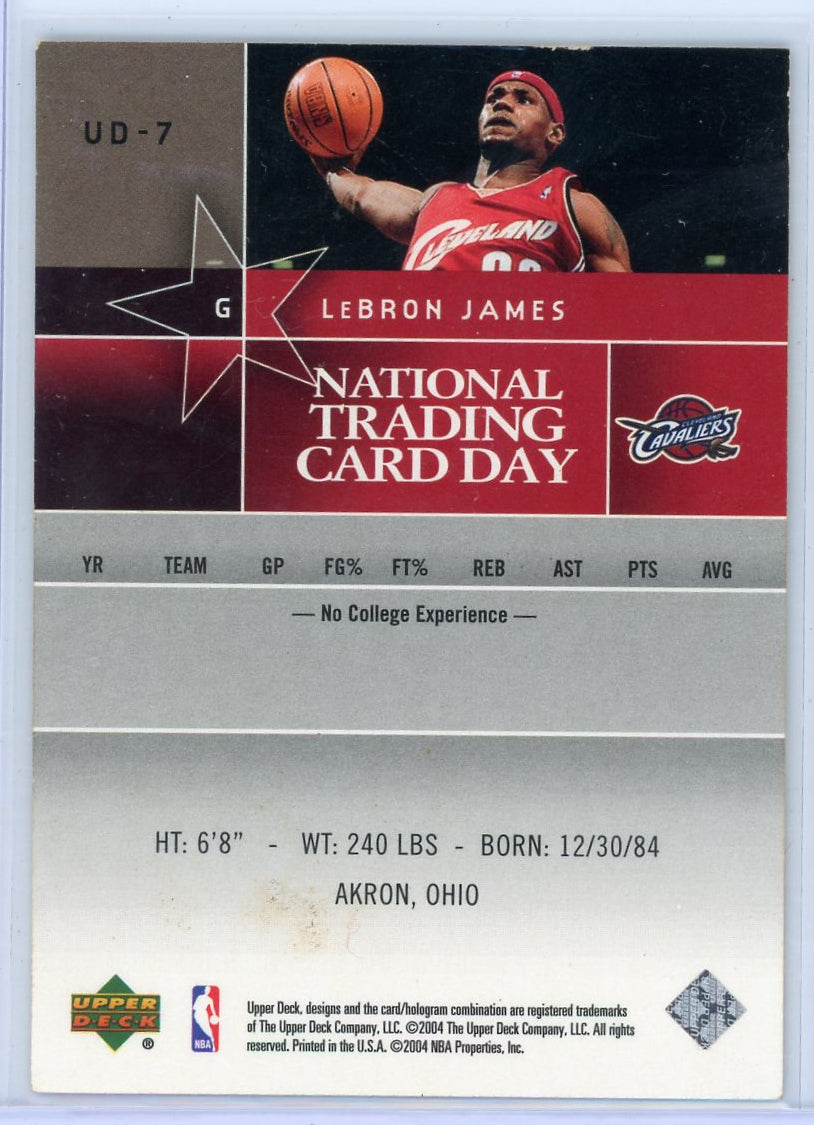 UD-7
CLEVELAND
G
LEBRON JAMES
NATIONAL
TRADING
CARD DAY
CLEVELAND
CAVALIERS
YR TEAM GP FG% FT% REB AST PTS AVG
— No College Experience —
HT: 6'8" - WT: 240 LBS - BORN: 12/30/84
AKRON, OHIO
UPPER
D·E·C·K
®
NBA
Upper Deck, designs and the card/hologram combination are registered trademarks
of The Upper Deck Company, LLC. ©2004 The Upper Deck Company, LLC. All rights
reserved. Printed in the U.S.A. ©2004 NBA Properties, Inc.